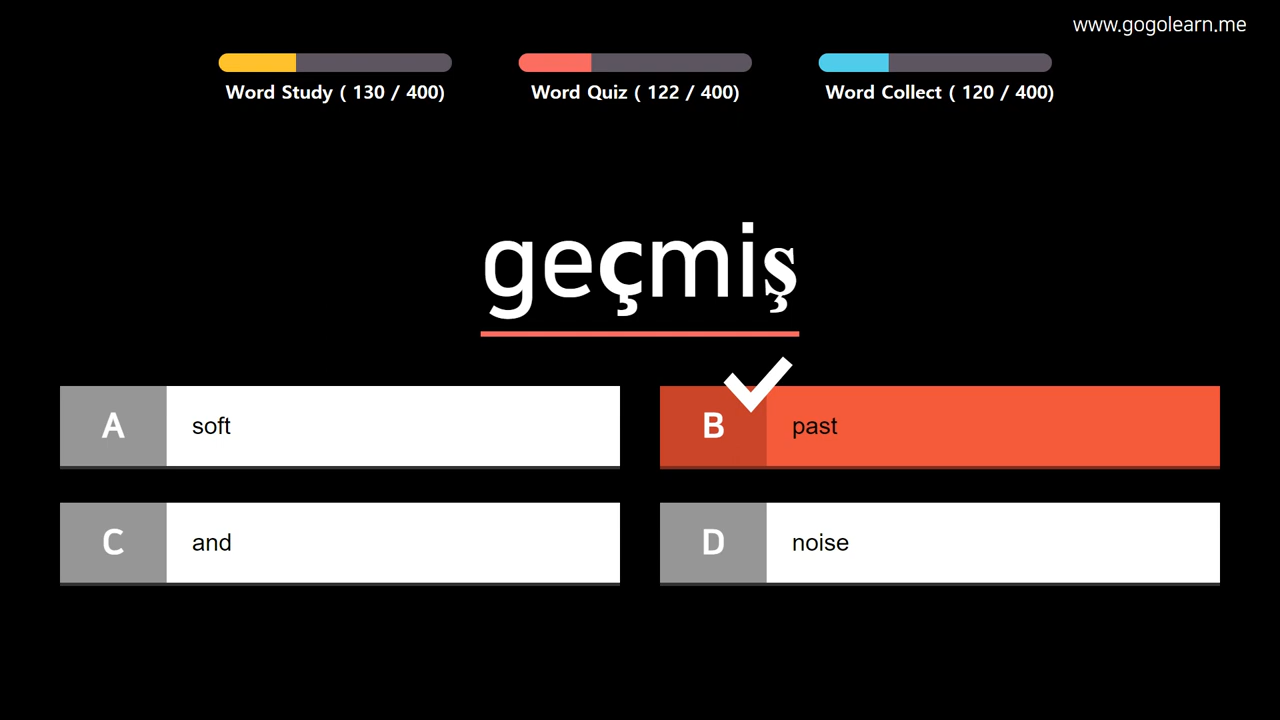 www.gogolearn.me
Word Study ( 130 / 400)
Word Quiz ( 122 / 400)
Word Collect ( 120 / 400)
geçmiş
A
soft
B
past
C
and
D
noise